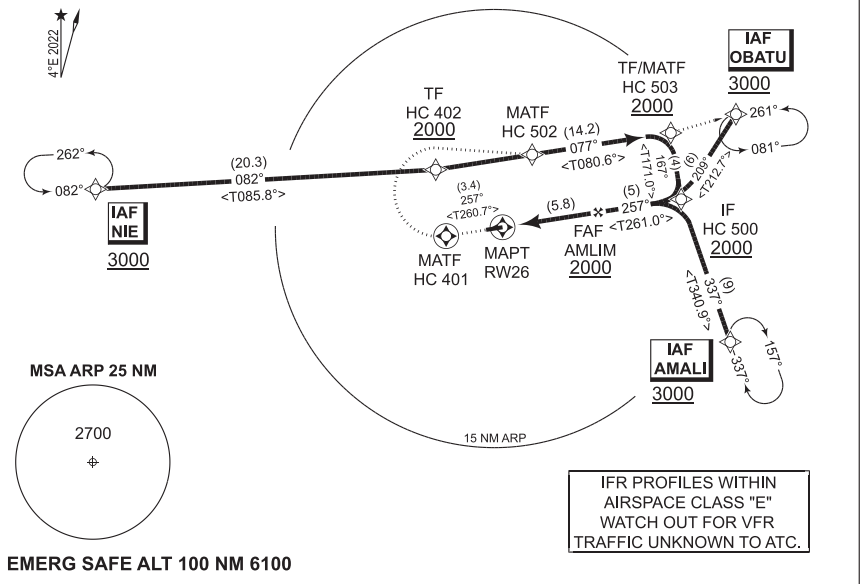 4°E 2022
IAF
OBATU
3000
261°
081°
TF/MATF
HC 503
2000
TF
HC 402
2000
MATF
HC 502
(14.2)
077°
<T080.6°>
262°
082°
(20.3)
082°
<T085.8°>
IAF
NIE
3000
<T171.0°>
167°
(4)
(6)
209°
<T212.7°>
(3.4)
257°
<T260.7°>
(5.8)
(5)
257°
<T261.0°>
IF
HC 500
2000
MATF
HC 401
MAPT
RW26
FAF
AMLIM
2000
(9)
337°
<T340.9°>
IAF
AMALI
3000
157°
337°
MSA ARP 25 NM
2700
15 NM ARP
IFR PROFILES WITHIN
AIRSPACE CLASS "E"
WATCH OUT FOR VFR
TRAFFIC UNKNOWN TO ATC.
EMERG SAFE ALT 100 NM 6100